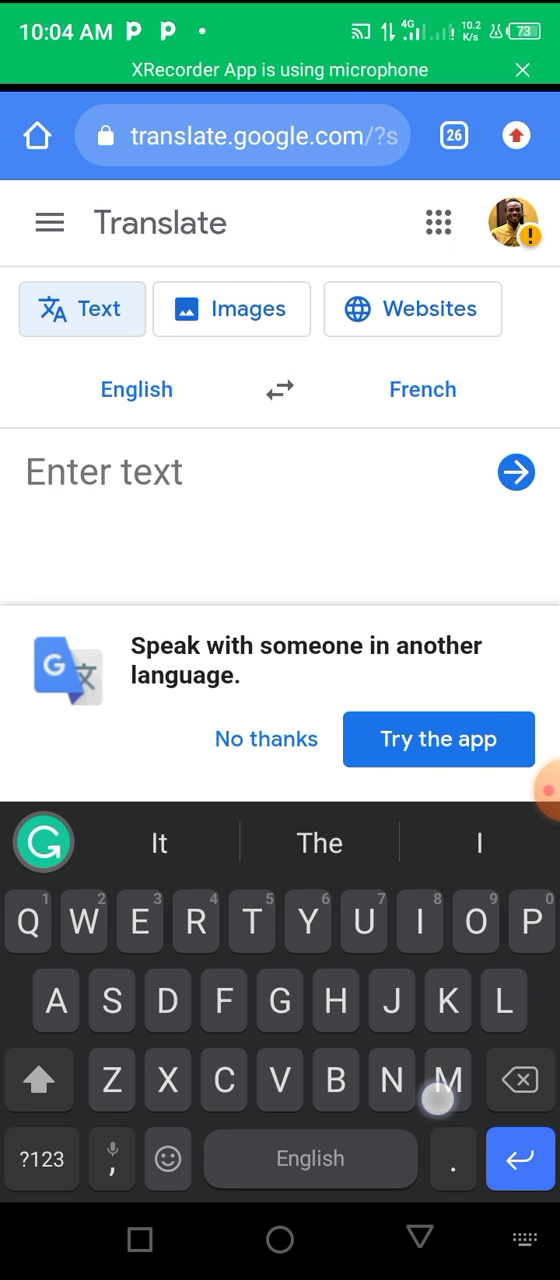 10:04 AM 4G 10.2 K/s 73
XRecorder App is using microphone
translate.google.com/?s 26
Translate
Text Images Websites
English French
Enter text
Speak with someone in another
language.
No thanks Try the app
It The I
1 2 3 4 5 6 7 8 9 0
Q W E R T Y U I O P
A S D F G H J K L
Z X C V B N M
?123 , English .